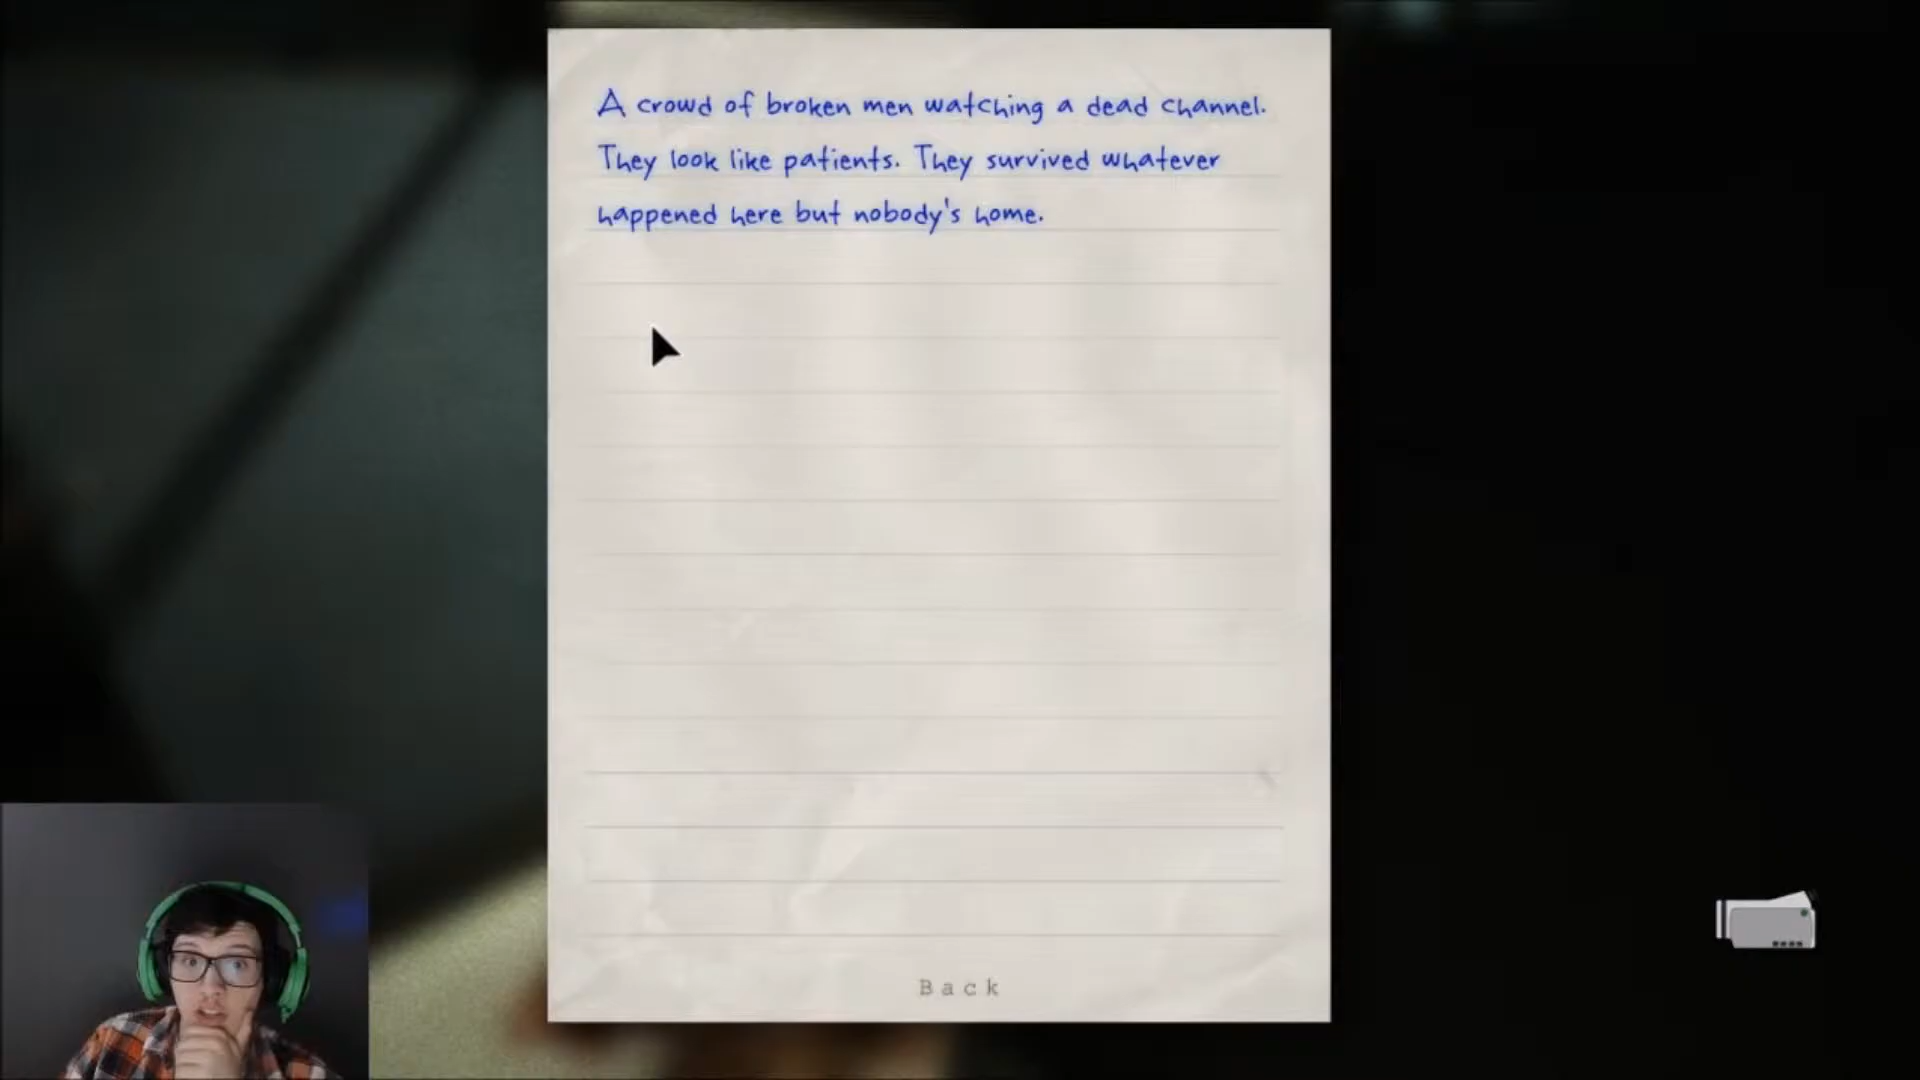 A crowd of broken men watching a dead channel.
They look like patients. They survived whatever
happened here but nobody's home.
Back